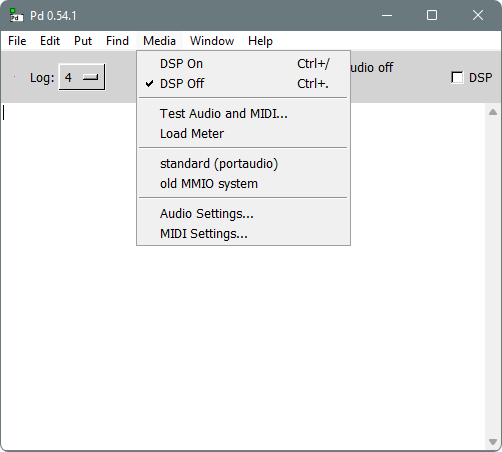 Pd 0.54.1
File Edit Put Find Media Window Help
Log: 4 udio off DSP
DSP On Ctrl+/
DSP Off Ctrl+.
Test Audio and MIDI...
Load Meter
standard (portaudio)
old MMIO system
Audio Settings...
MIDI Settings...